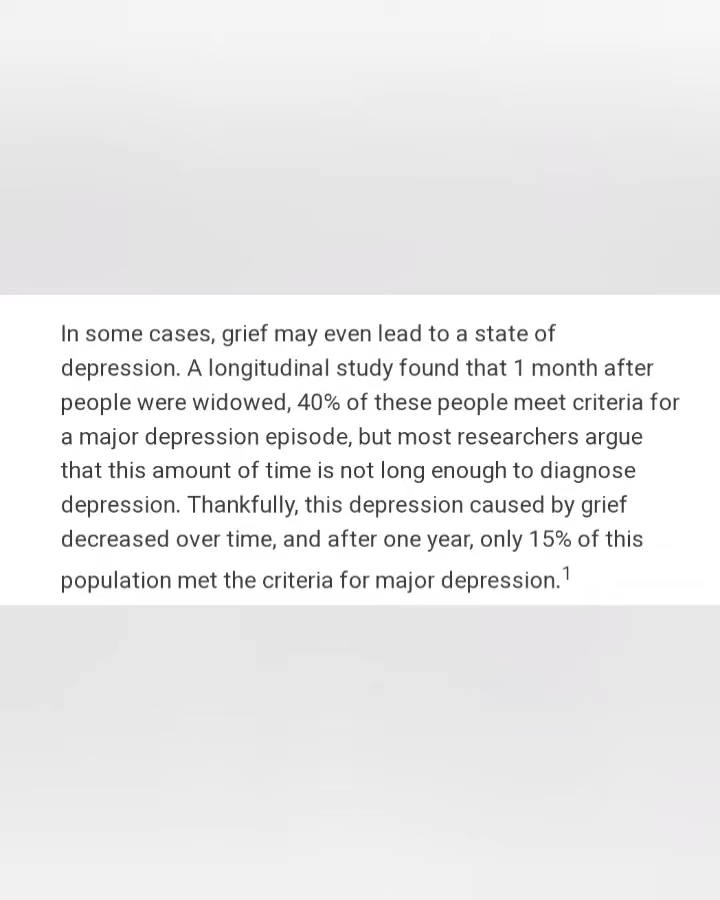 In some cases, grief may even lead to a state of
depression. A longitudinal study found that 1 month after
people were widowed, 40% of these people meet criteria for
a major depression episode, but most researchers argue
that this amount of time is not long enough to diagnose
depression. Thankfully, this depression caused by grief
decreased over time, and after one year, only 15% of this
population met the criteria for major depression.1